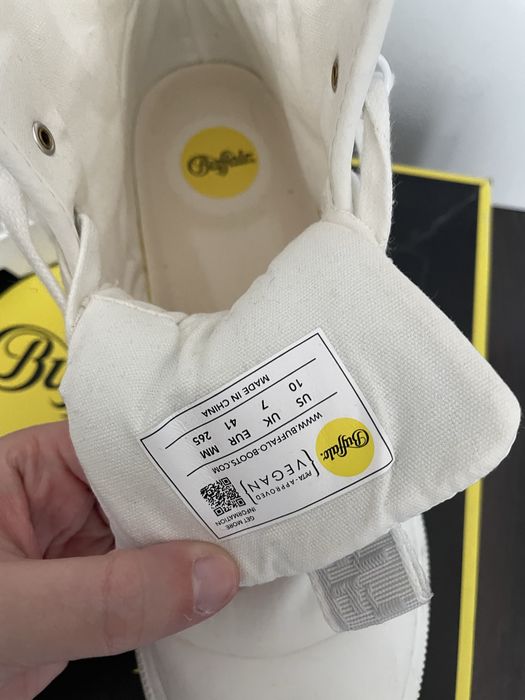 Buffalo.
Bu
Buffalo.
PETA-APPROVED
{VEGAN}
GET MORE
INFORMATION
WWW.BUFFALO-BOOTS.COM
US UK EUR MM
10 7 41 265
MADE IN CHINA